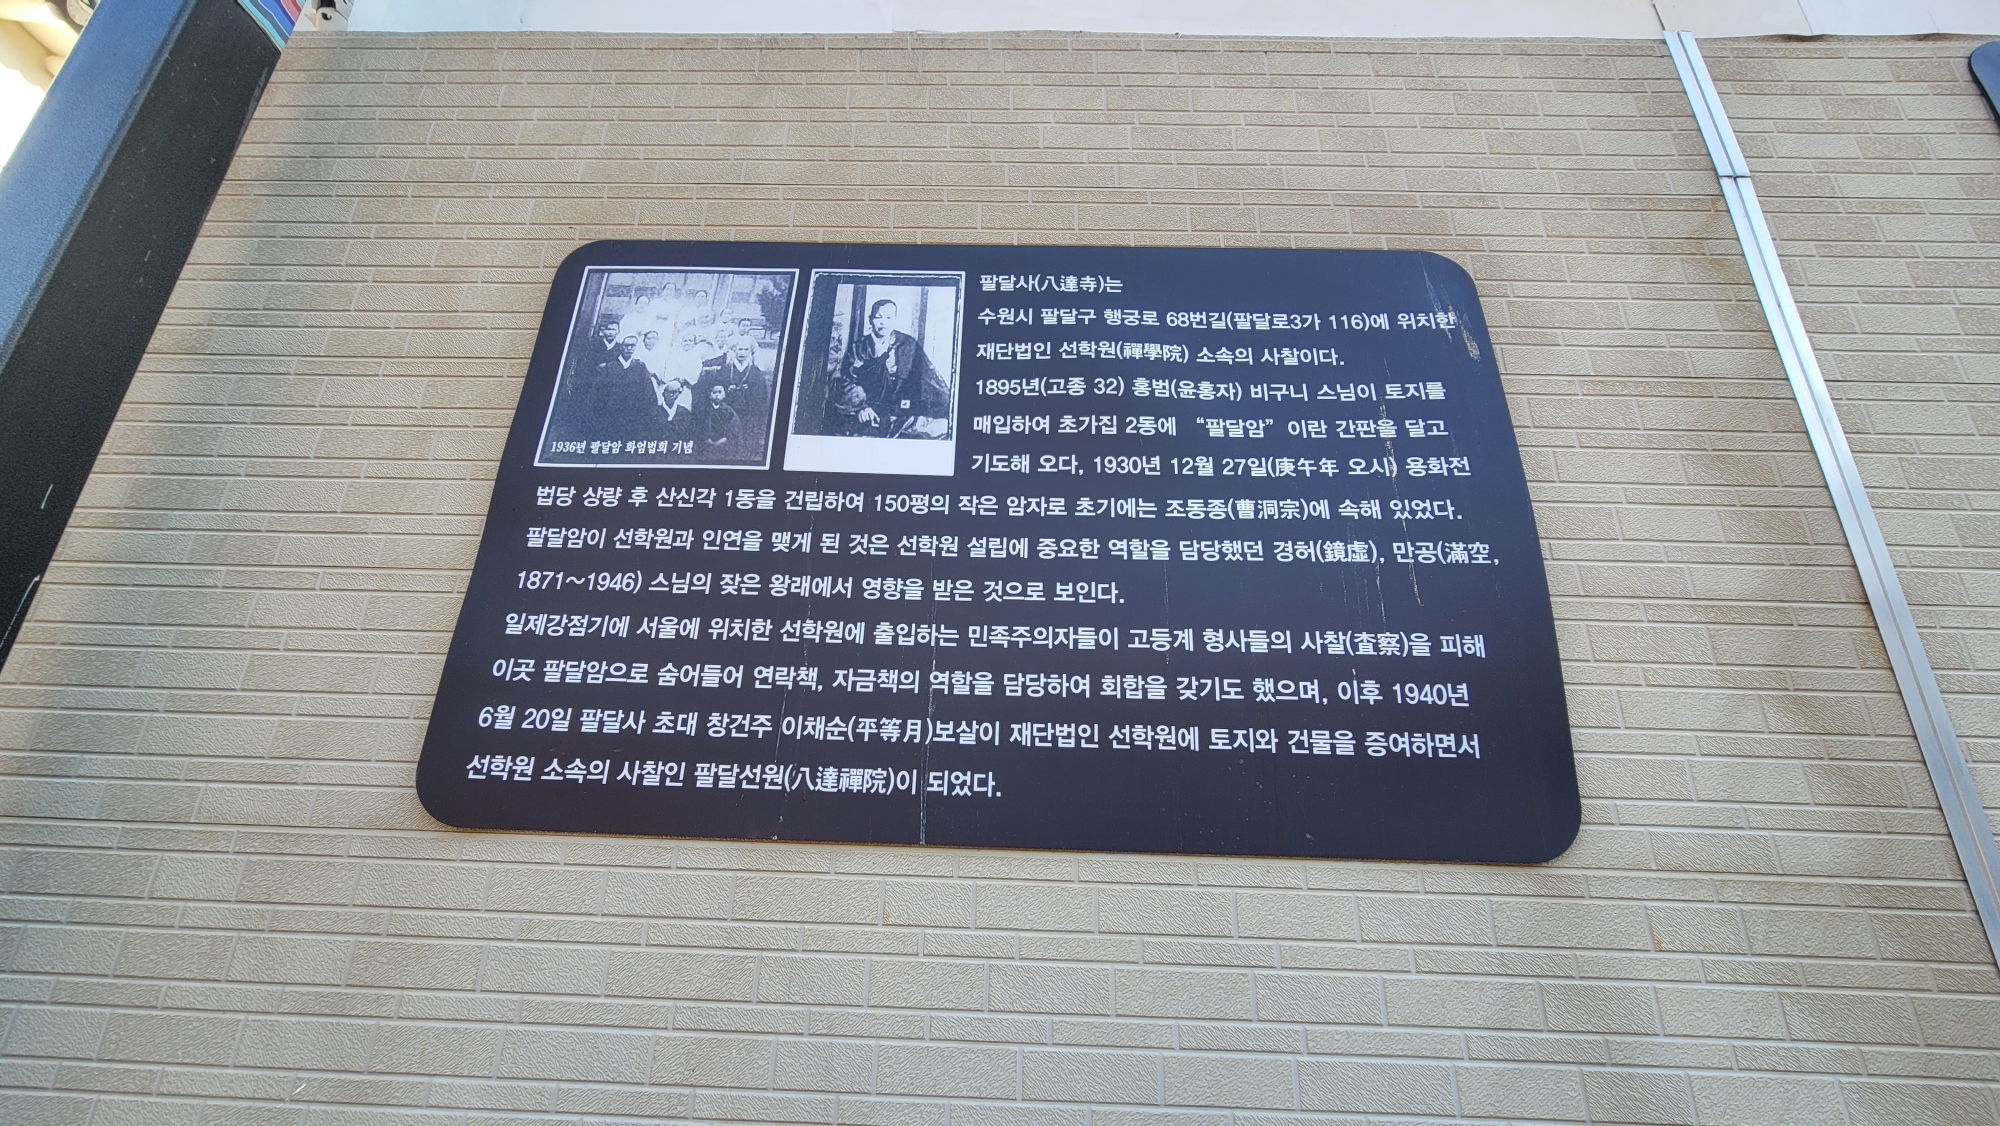 1936년 팔달암 화엄법회 기념
팔달사(八達寺)는
수원시 팔달구 행궁로 68번길(팔달로3가 116)에 위치한
재단법인 선학원(禪學院) 소속의 사찰이다.
1895년(고종 32) 홍범(윤홍자) 비구니 스님이 토지를
매입하여 초가집 2동에 “팔달암” 이란 간판을 달고
기도해 오다, 1930년 12월 27일(庚午年 오시) 용화전
법당 상량 후 산신각 1동을 건립하여 150평의 작은 암자로 초기에는 조동종(曹洞宗)에 속해 있었다.
팔달암이 선학원과 인연을 맺게 된 것은 선학원 설립에 중요한 역할을 담당했던 경허(鏡虛), 만공(滿空,
1871~1946) 스님의 잦은 왕래에서 영향을 받은 것으로 보인다.
일제강점기에 서울에 위치한 선학원에 출입하는 민족주의자들이 고등계 형사들의 사찰(査察)을 피해
이곳 팔달암으로 숨어들어 연락책, 자금책의 역할을 담당하여 회합을 갖기도 했으며, 이후 1940년
6월 20일 팔달사 초대 창건주 이채순(平等月)보살이 재단법인 선학원에 토지와 건물을 증여하면서
선학원 소속의 사찰인 팔달선원(八達禪院)이 되었다.